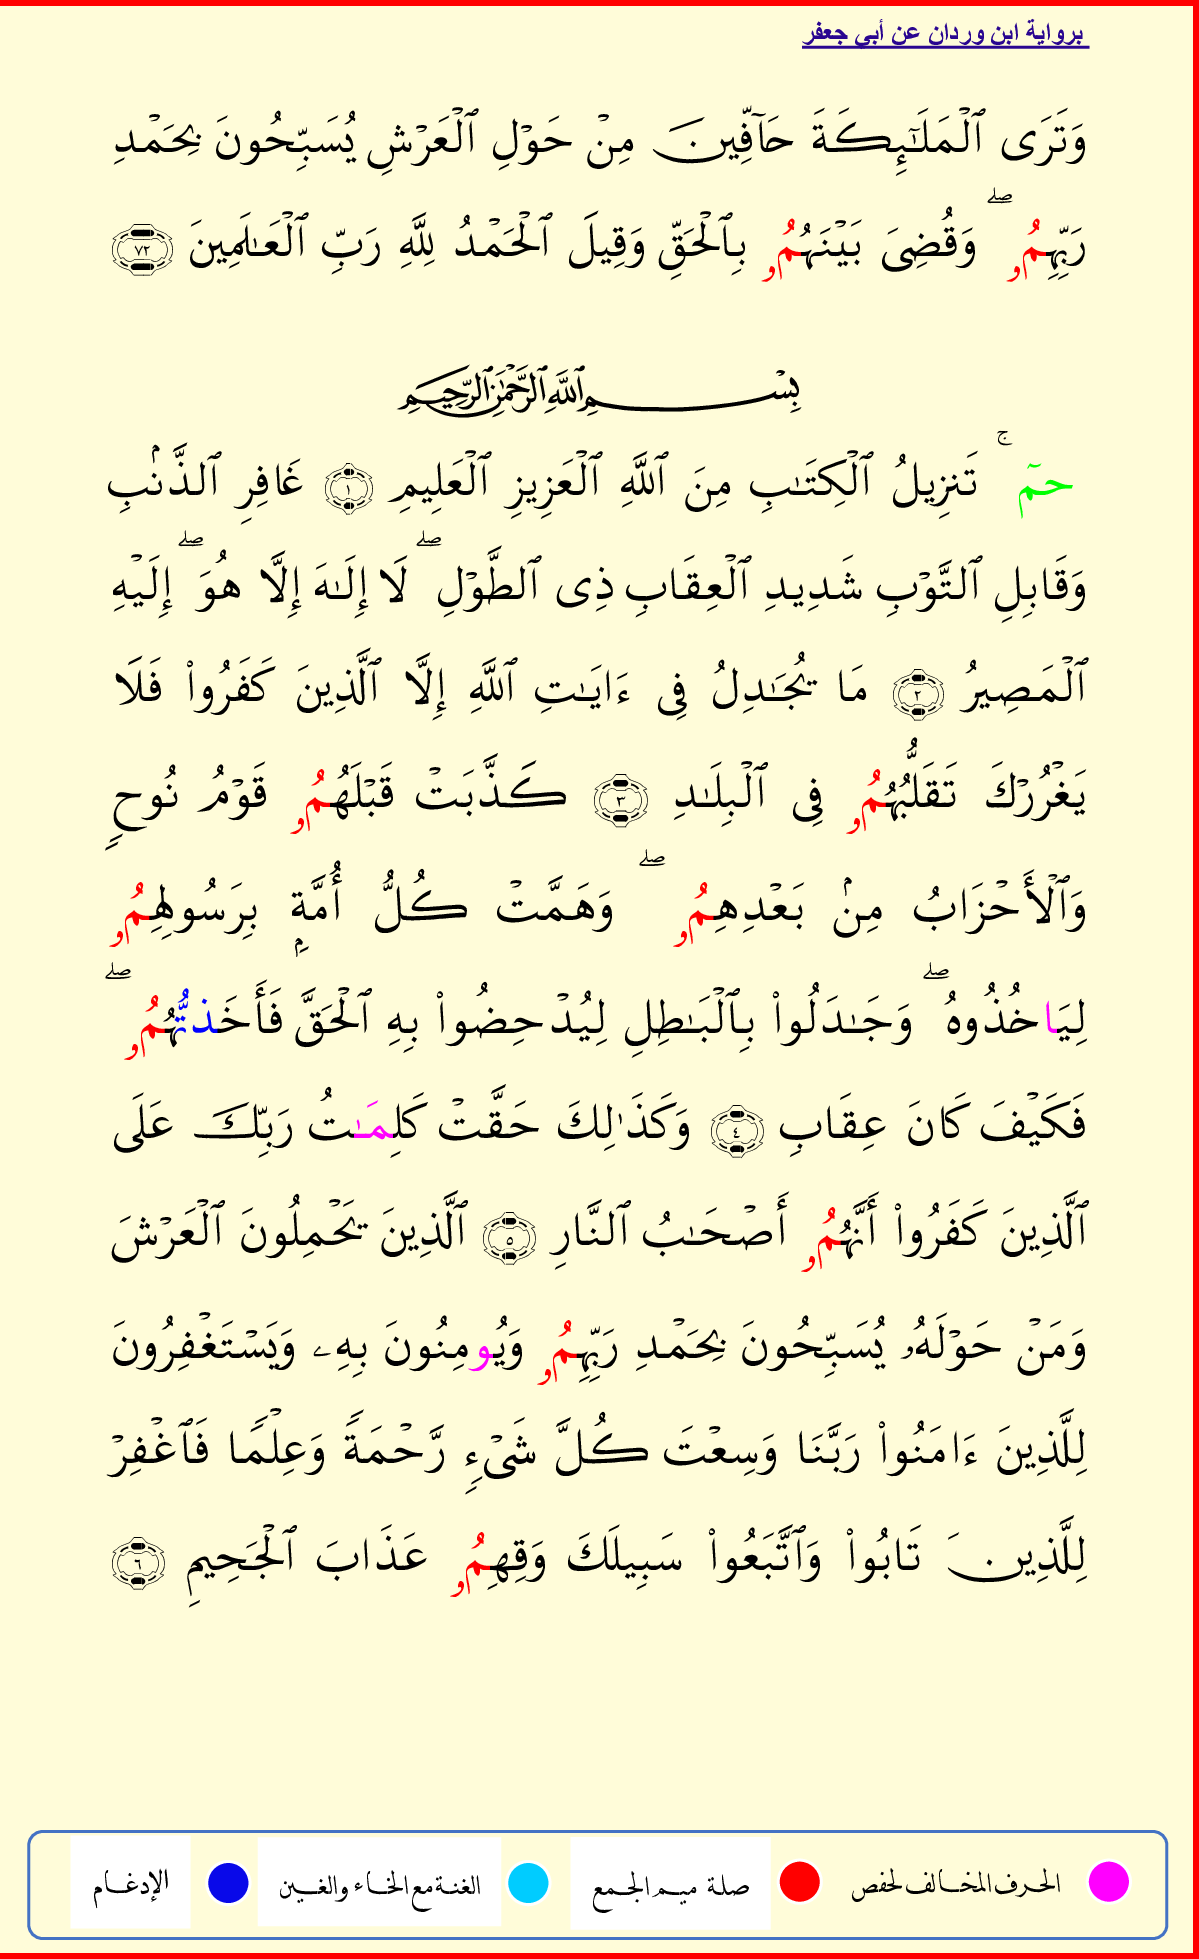 برواية ابن وردان عن أبي جعفر
وَتَرَى ٱلْمَلَـٰٓئِكَةَ حَآفِّينَ مِنْ حَوْلِ ٱلْعَرْشِ يُسَبِّحُونَ بِحَمْدِ
رَبِّهِمُۥ ۖ وَقُضِىَ بَيْنَهُمُۥ بِٱلْحَقِّ وَقِيلَ ٱلْحَمْدُ لِلَّهِ رَبِّ ٱلْعَـٰلَمِينَ ٧٢
بِسْمِ ٱللَّهِ ٱلرَّحْمَـٰنِ ٱلرَّحِيمِ
حمٓ ۚ تَنزِيلُ ٱلْكِتَـٰبِ مِنَ ٱللَّهِ ٱلْعَزِيزِ ٱلْعَلِيمِ ١ غَافِرِ ٱلذَّنۢبِ
وَقَابِلِ ٱلتَّوْبِ شَدِيدِ ٱلْعِقَابِ ذِى ٱلطَّوْلِ ۖ لَا إِلَـٰهَ إِلَّا هُوَ ۖ إِلَيْهِ
ٱلْمَصِيرُ ٢ مَا يُجَـٰدِلُ فِى ءَايَـٰتِ ٱللَّهِ إِلَّا ٱلَّذِينَ كَفَرُوا۟ فَلَا
يَغْرُرْكَ تَقَلُّبُهُمُۥ فِى ٱلْبِلَـٰدِ ٣ كَذَّبَتْ قَبْلَهُمُۥ قَوْمُ نُوحٍ
وَٱلْأَحْزَابُ مِنۢ بَعْدِهِمُۥ ۖ وَهَمَّتْ كُلُّ أُمَّةٍۭ بِرَسُولِهِمُۥ
لِيَاخُذُوهُ ۖ وَجَـٰدَلُوا۟ بِٱلْبَـٰطِلِ لِيُدْحِضُوا۟ بِهِ ٱلْحَقَّ فَأَخَذتُّهُمُۥ ۖ
فَكَيْفَ كَانَ عِقَابِ ٤ وَكَذَٰلِكَ حَقَّتْ كَلِمَـٰتُ رَبِّكَ عَلَى
ٱلَّذِينَ كَفَرُوا۟ أَنَّهُمُۥ أَصْحَـٰبُ ٱلنَّارِ ٥ ٱلَّذِينَ يَحْمِلُونَ ٱلْعَرْشَ
وَمَنْ حَوْلَهُۥ يُسَبِّحُونَ بِحَمْدِ رَبِّهِمُۥ وَيُومِنُونَ بِهِۦ وَيَسْتَغْفِرُونَ
لِلَّذِينَ ءَامَنُوا۟ رَبَّنَا وَسِعْتَ كُلَّ شَىْءٍ رَّحْمَةً وَعِلْمًا فَٱغْفِرْ
لِلَّذِينَ تَابُوا۟ وَٱتَّبَعُوا۟ سَبِيلَكَ وَقِهِمُۥ عَذَابَ ٱلْجَحِيمِ ٦
الحرف المخالف لحفص صلة ميم الجمع الغنة مع الخاء والغين الإدغام